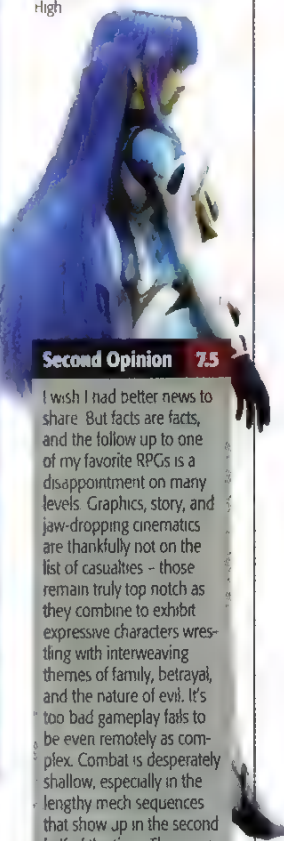 High
Second Opinion 7.5
I wish I had better news to
share. But facts are facts,
and the follow up to one
of my favorite RPGs is a
disappointment on many
levels. Graphics, story, and
jaw-dropping cinematics
are thankfully not on the
list of casualties – those
remain truly top notch as
they combine to exhibit
expressive characters wres-
tling with interweaving
themes of family, betrayal,
and the nature of evil. It's
too bad gameplay fails to
be even remotely as com-
plex. Combat is desperately
shallow, especially in the
lengthy mech sequences
that show up in the second